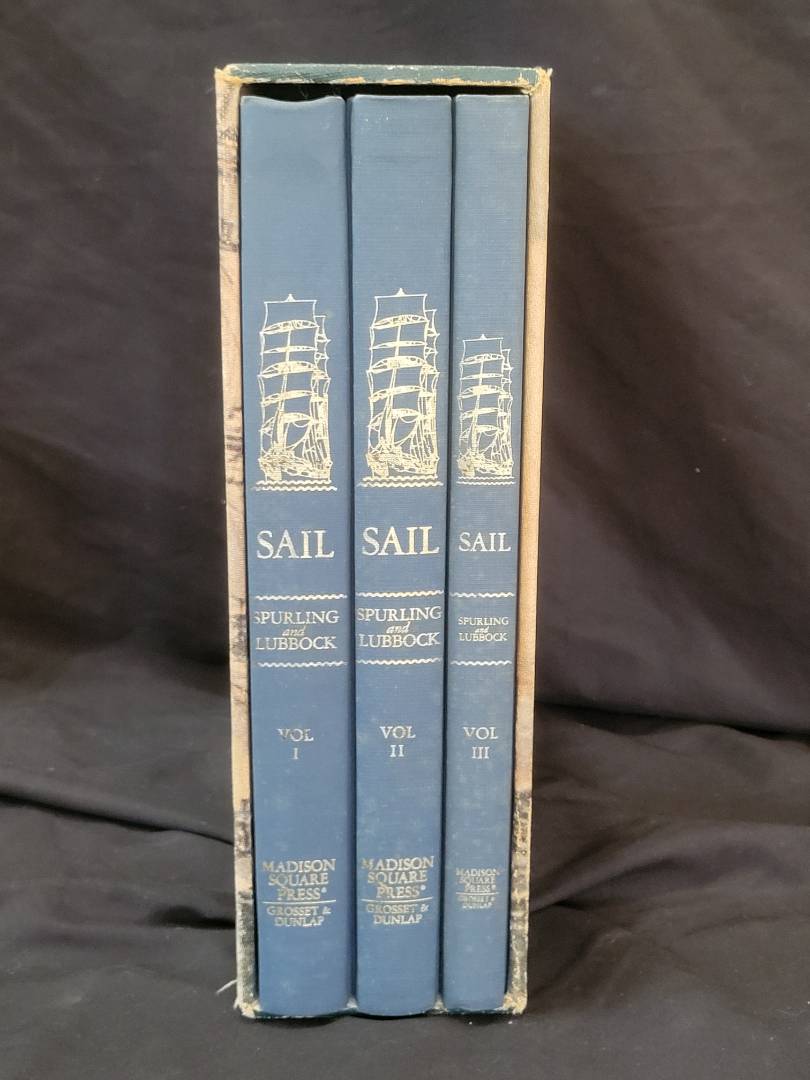 SAIL
SPURLING
and
LUBBOCK
VOL
I
MADISON
SQUARE
PRESS®
GROSSET &
DUNLAP
SAIL
SPURLING
and
LUBBOCK
VOL
II
MADISON
SQUARE
PRESS®
GROSSET &
DUNLAP
SAIL
SPURLING
and
LUBBOCK
VOL
III
MADISON
SQUARE
PRESS®
GROSSET &
DUNLAP